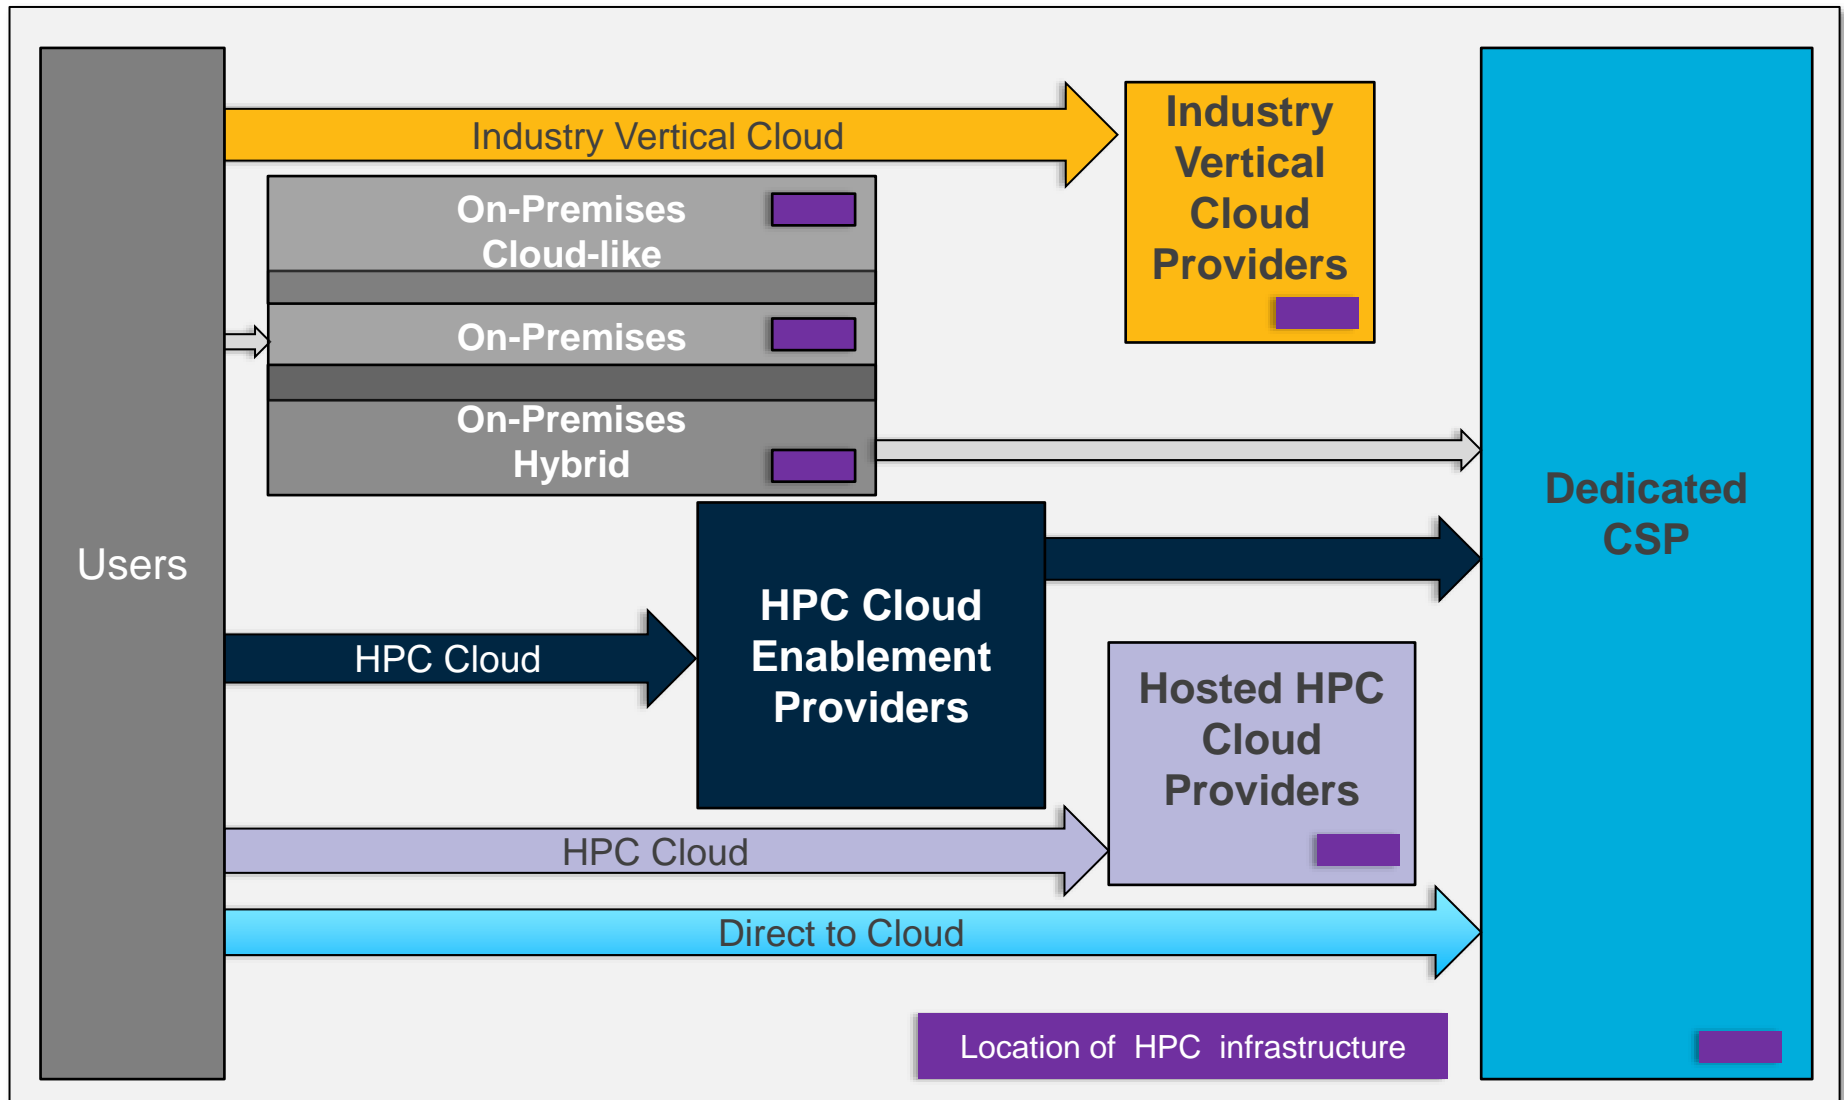 Users
Industry Vertical Cloud
Industry
Vertical
Cloud
Providers
On-Premises
Cloud-like
On-Premises
On-Premises
Hybrid
Dedicated
CSP
HPC Cloud
HPC Cloud
Enablement
Providers
Hosted HPC
Cloud
Providers
HPC Cloud
Direct to Cloud
Location of HPC infrastructure